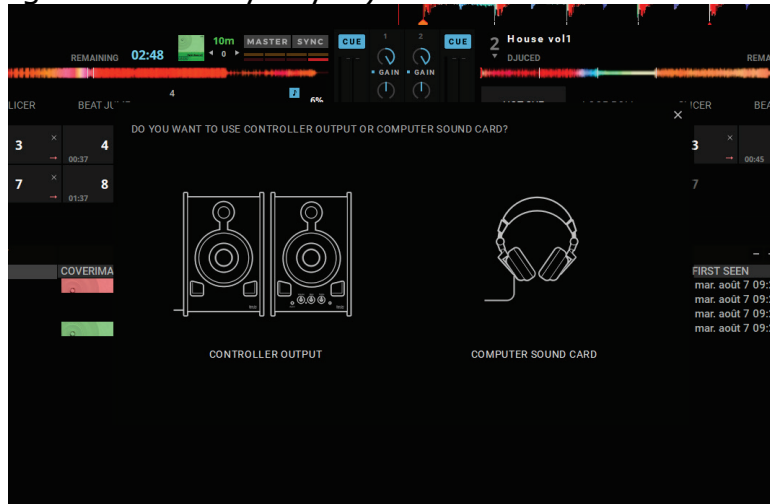 10m MASTER SYNC CUE 1 2 CUE 2 House vol1
REMAINING 02:48 0 DJUCED
GAIN GAIN
4 6%
BEAT
3 4 00:37
7 8 01:37
DO YOU WANT TO USE CONTROLLER OUTPUT OR COMPUTER SOUND CARD?
3 00:45
7
COVERIMA FIRST SEEN
mar. août 7 09:
mar. août 7 09:
mar. août 7 09:
mar. août 7 09:
CONTROLLER OUTPUT COMPUTER SOUND CARD